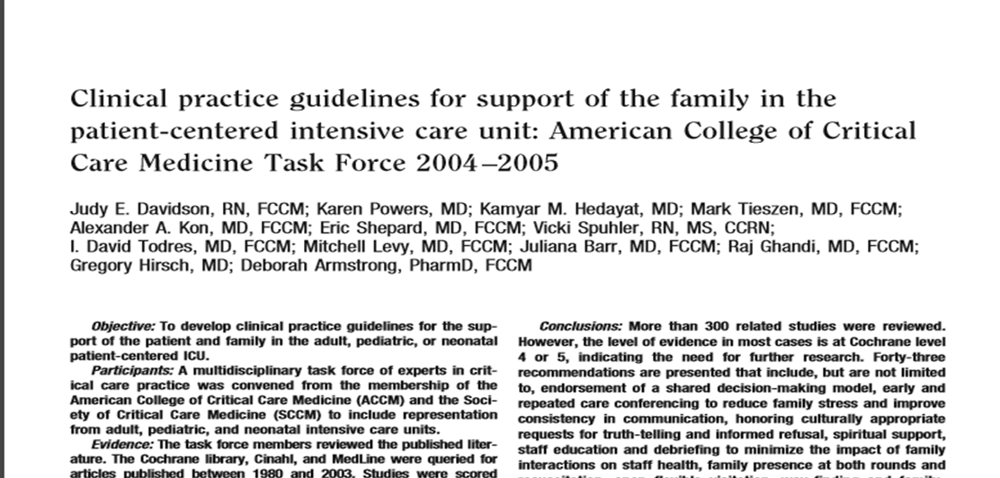 Clinical practice guidelines for support of the family in the
patient-centered intensive care unit: American College of Critical
Care Medicine Task Force 2004–2005
Judy E. Davidson, RN, FCCM; Karen Powers, MD; Kamyar M. Hedayat, MD; Mark Tieszen, MD, FCCM;
Alexander A. Kon, MD, FCCM; Eric Shepard, MD, FCCM; Vicki Spuhler, RN, MS, CCRN;
I. David Todres, MD, FCCM; Mitchell Levy, MD, FCCM; Juliana Barr, MD, FCCM; Raj Ghandi, MD, FCCM;
Gregory Hirsch, MD; Deborah Armstrong, PharmD, FCCM
Objective: To develop clinical practice guidelines for the sup-
port of the patient and family in the adult, pediatric, or neonatal
patient-centered ICU.
Participants: A multidisciplinary task force of experts in crit-
ical care practice was convened from the membership of the
American College of Critical Care Medicine (ACCM) and the Soci-
ety of Critical Care Medicine (SCCM) to include representation
from adult, pediatric, and neonatal intensive care units.
Evidence: The task force members reviewed the published liter-
ature. The Cochrane library, Cinahl, and MedLine were queried for
articles published between 1980 and 2003. Studies were scored
Conclusions: More than 300 related studies were reviewed.
However, the level of evidence in most cases is at Cochrane level
4 or 5, indicating the need for further research. Forty-three
recommendations are presented that include, but are not limited
to, endorsement of a shared decision-making model, early and
repeated care conferencing to reduce family stress and improve
consistency in communication, honoring culturally appropriate
requests for truth-telling and informed refusal, spiritual support,
staff education and debriefing to minimize the impact of family
interactions on staff health, family presence at both rounds and